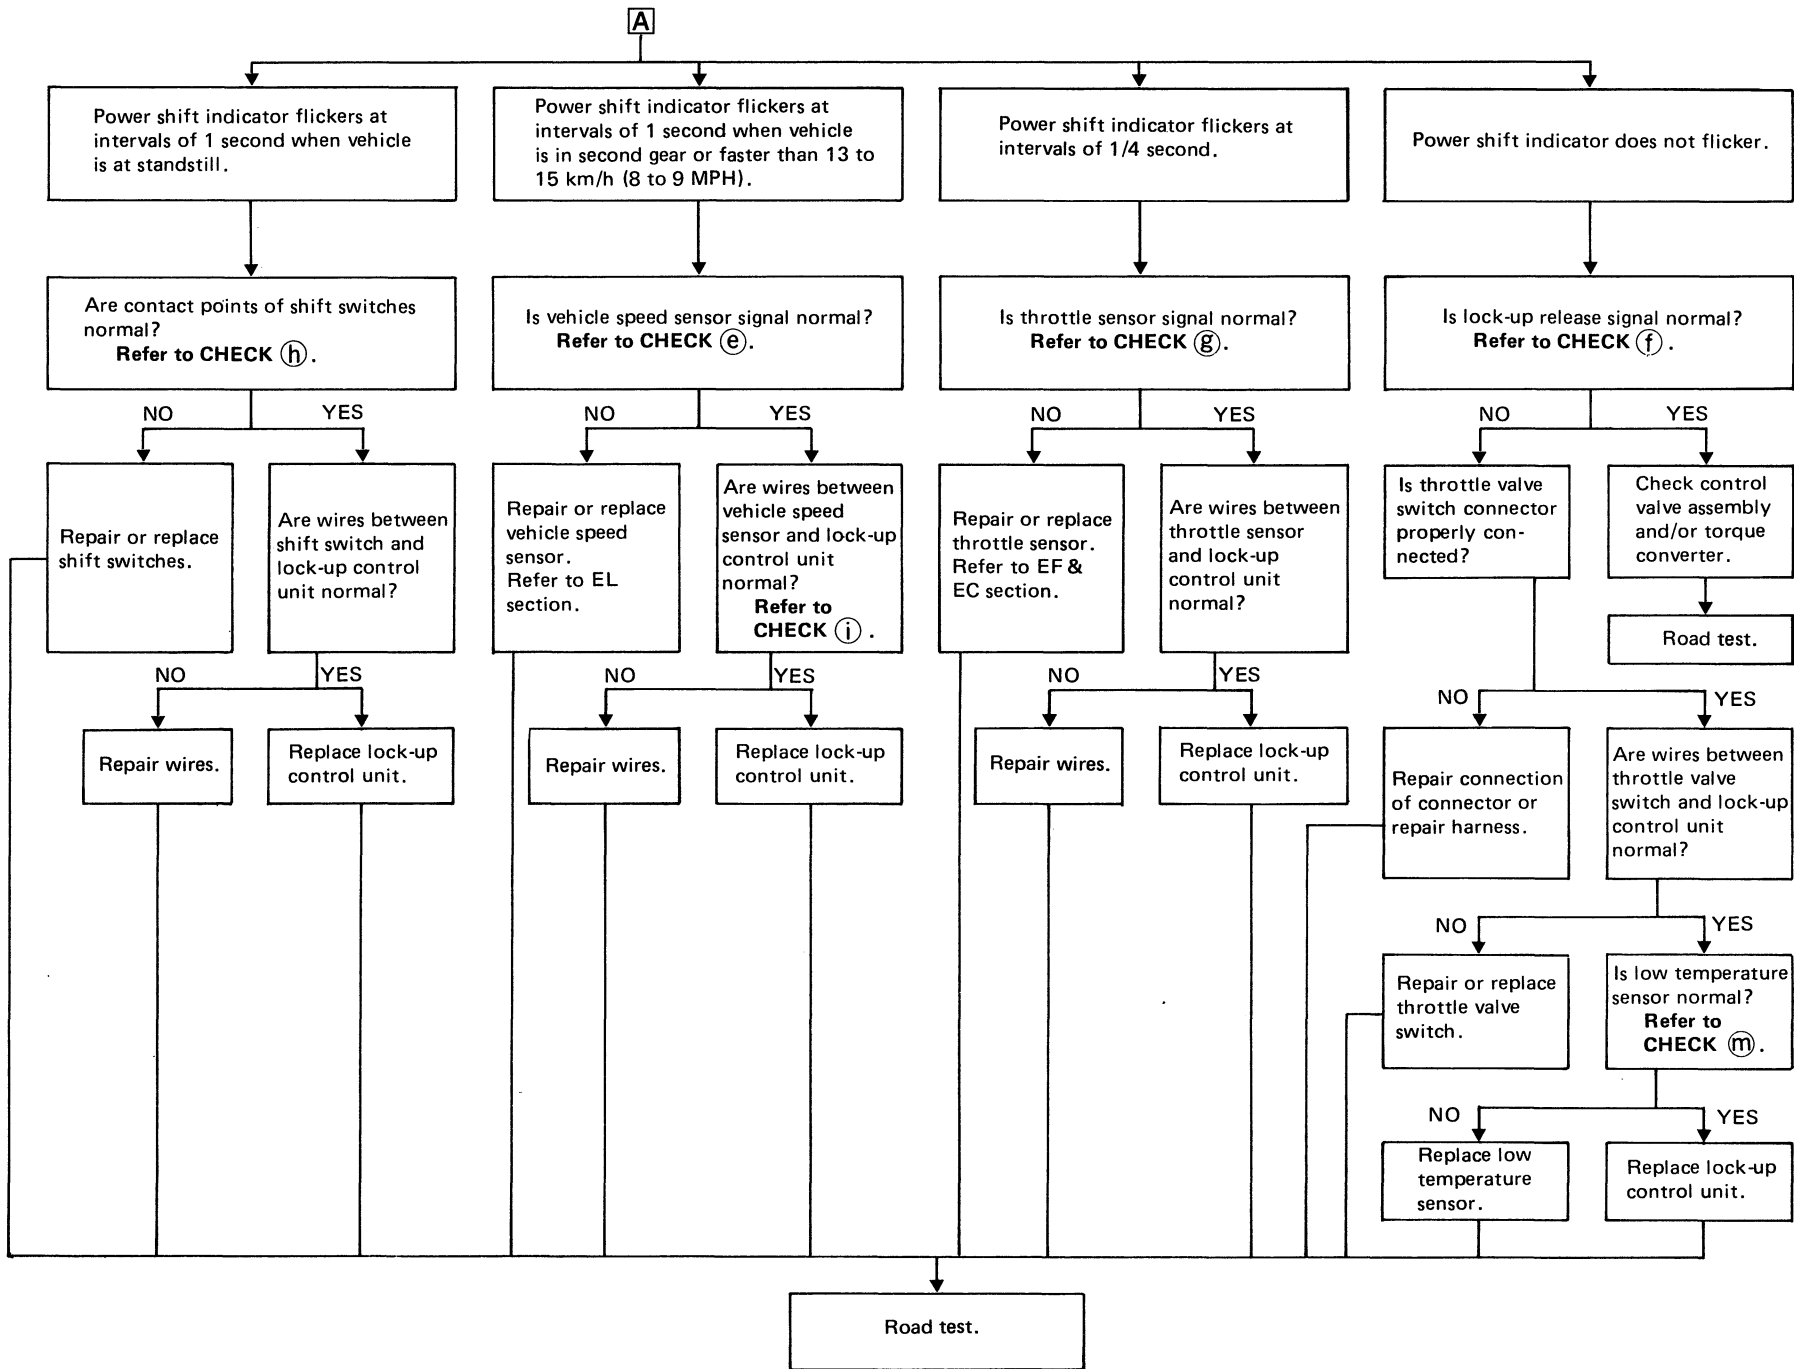 A
Power shift indicator flickers at
intervals of 1 second when vehicle
is at standstill.
Power shift indicator flickers at
intervals of 1 second when vehicle
is in second gear or faster than 13 to
15 km/h (8 to 9 MPH).
Power shift indicator flickers at
intervals of 1/4 second.
Power shift indicator does not flicker.
Are contact points of shift switches
normal?
Refer to CHECK ⓗ.
Is vehicle speed sensor signal normal?
Refer to CHECK ⓔ.
Is throttle sensor signal normal?
Refer to CHECK ⓖ.
Is lock-up release signal normal?
Refer to CHECK ⓕ.
NO
YES
NO
YES
NO
YES
NO
YES
Repair or replace
shift switches.
Are wires between
shift switch and
lock-up control
unit normal?
Repair or replace
vehicle speed
sensor.
Refer to EL
section.
Are wires between
vehicle speed
sensor and lock-up
control unit
normal?
Refer to
CHECK ⓘ.
Repair or replace
throttle sensor.
Refer to EF &
EC section.
Are wires between
throttle sensor
and lock-up
control unit
normal?
Is throttle valve
switch connector
properly con-
nected?
Check control
valve assembly
and/or torque
converter.
Road test.
NO
YES
NO
YES
NO
YES
NO
YES
Repair wires.
Replace lock-up
control unit.
Repair wires.
Replace lock-up
control unit.
Repair wires.
Replace lock-up
control unit.
Repair connection
of connector or
repair harness.
Are wires between
throttle valve
switch and lock-up
control unit
normal?
NO
YES
Repair or replace
throttle valve
switch.
Is low temperature
sensor normal?
Refer to
CHECK ⓜ.
NO
YES
Replace low
temperature
sensor.
Replace lock-up
control unit.
Road test.